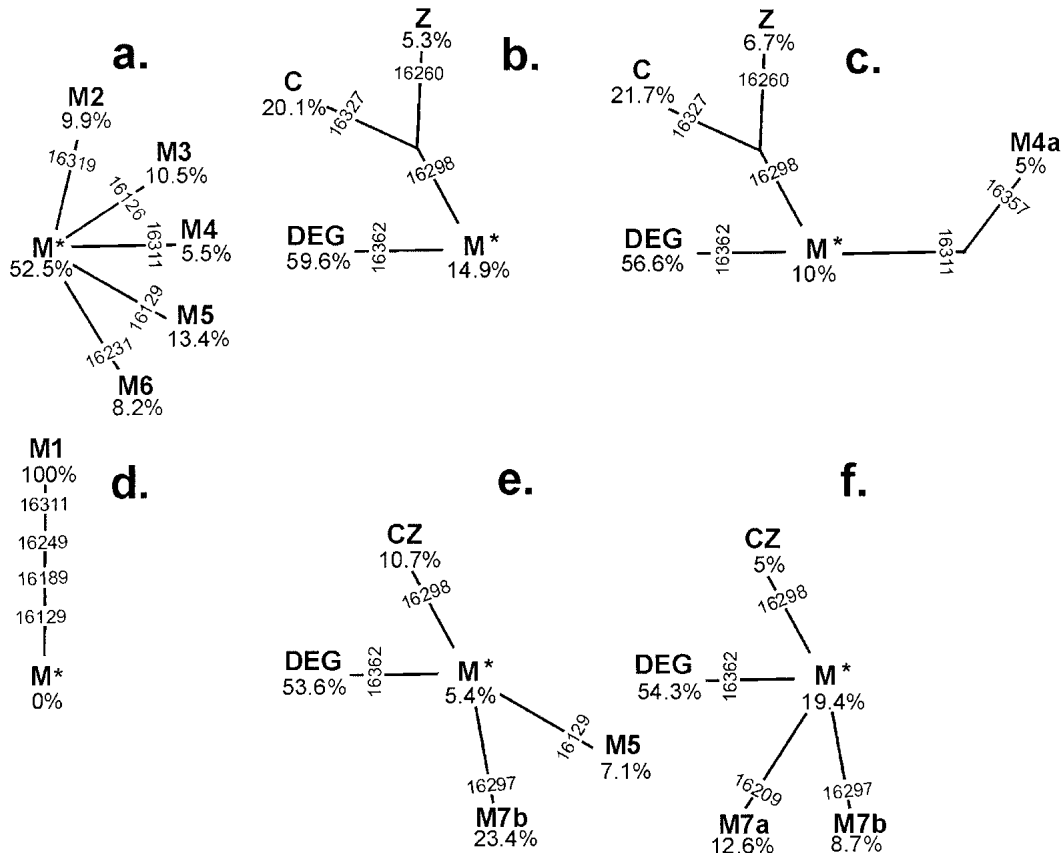 a.
M2
9.9%
16319
M3
10.5%
16126
M*
52.5%
16311
M4
5.5%
16129
M5
13.4%
16231
M6
8.2%
b.
Z
5.3%
16260
C
20.1%
16327
16298
DEG
59.6%
16362
M*
14.9%
c.
Z
6.7%
16260
C
21.7%
16327
16298
M4a
5%
16357
DEG
56.6%
16362
M*
10%
16311
d.
M1
100%
16311
16249
16189
16129
M*
0%
e.
CZ
10.7%
16298
DEG
53.6%
16362
M*
5.4%
16129
M5
7.1%
16297
M7b
23.4%
f.
CZ
5%
16298
DEG
54.3%
16362
M*
19.4%
16209
M7a
12.6%
16297
M7b
8.7%